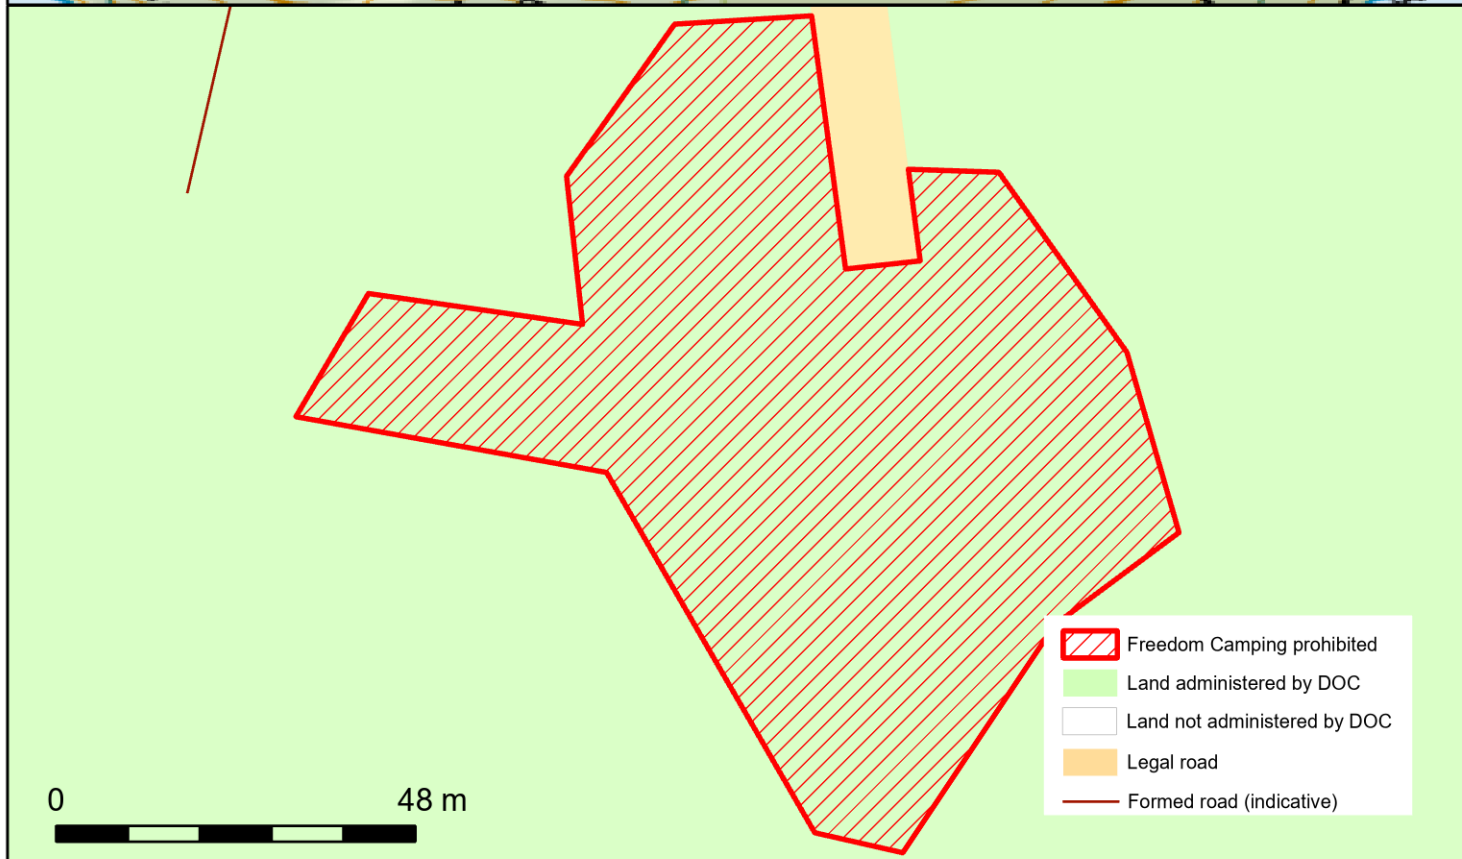 Freedom Camping prohibited
Land administered by DOC
Land not administered by DOC
Legal road
Formed road (indicative)
0 48 m